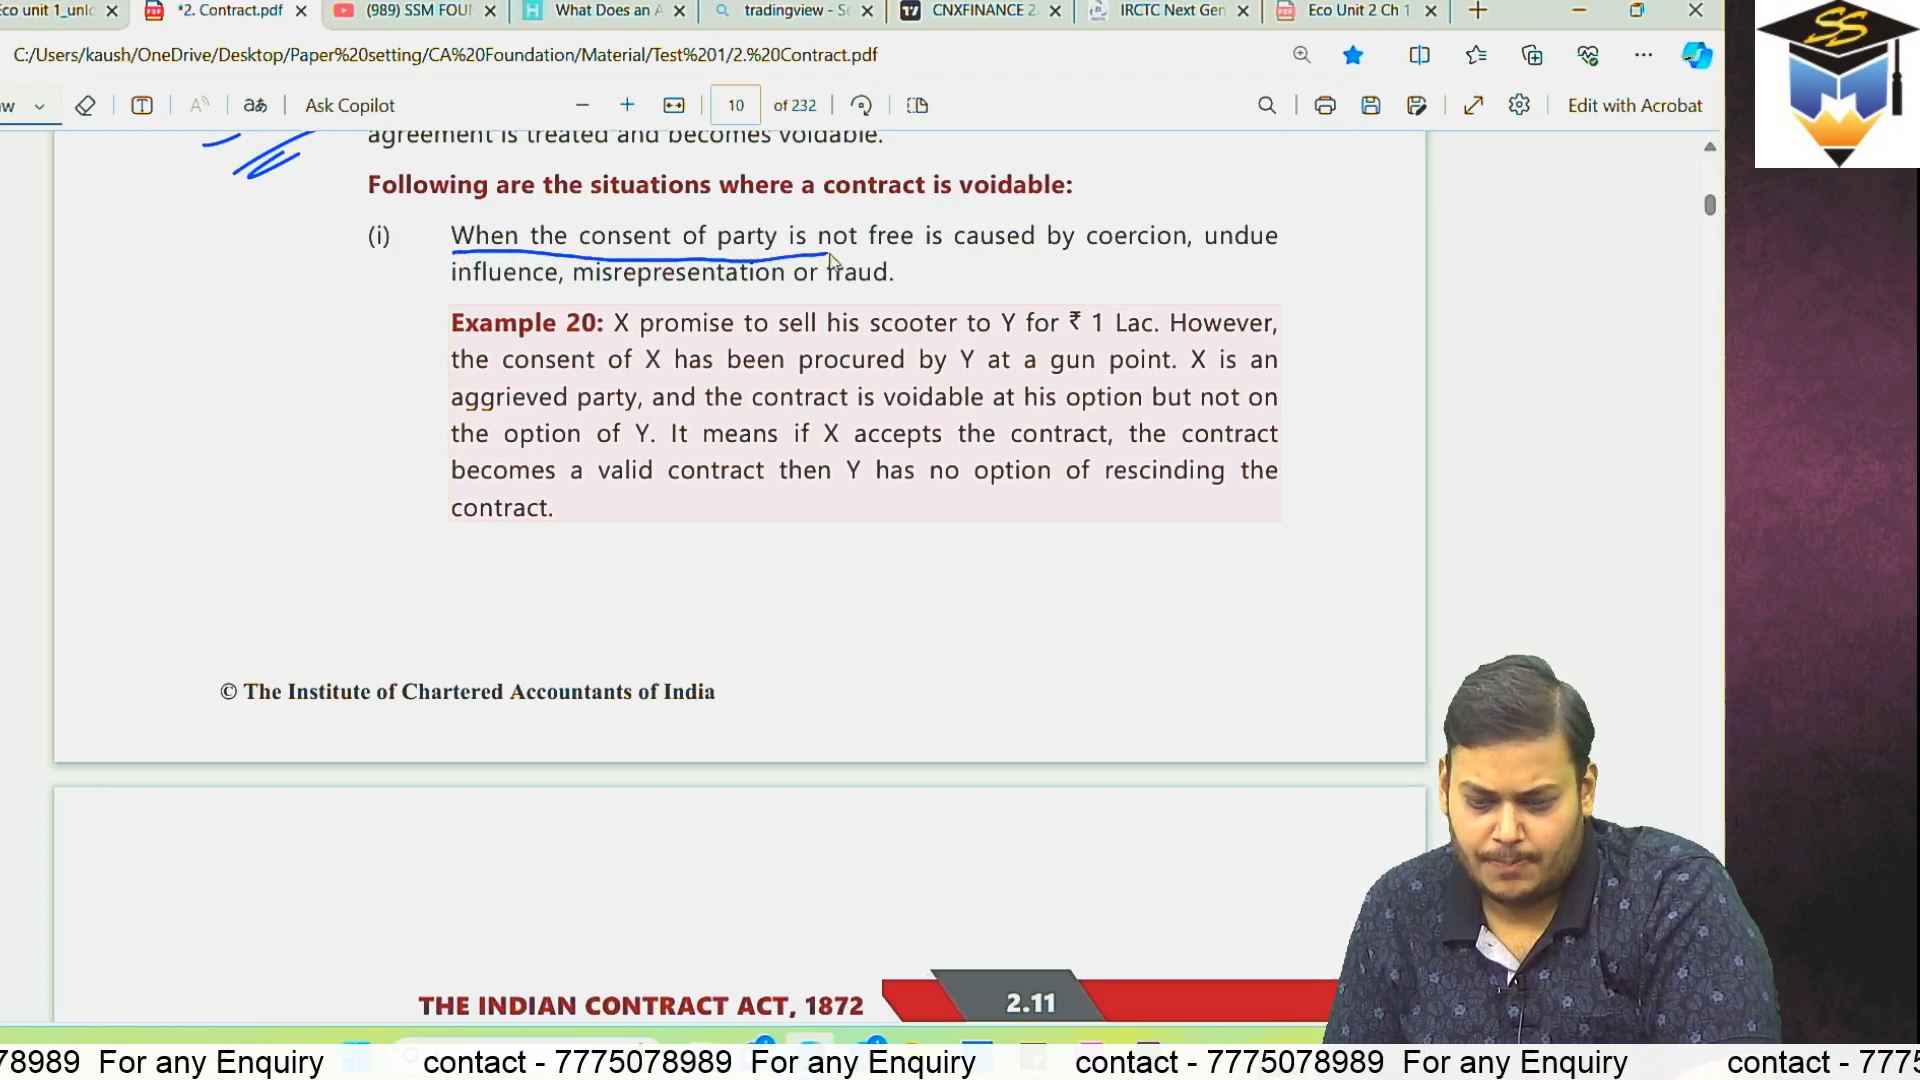 Eco unit 1_unlo
*2. Contract.pdf
(989) SSM FOU
What Does an A
tradingview - Se
CNXFINANCE 2
IRCTC Next Gen
Eco Unit 2 Ch 1
C:/Users/kaush/OneDrive/Desktop/Paper%20setting/CA%20Foundation/Material/Test%201/2.%20Contract.pdf
aあ
Ask Copilot
10 of 232
Edit with Acrobat
SS
agreement is treated and becomes voidable.
Following are the situations where a contract is voidable:
(i) When the consent of party is not free is caused by coercion, undue
influence, misrepresentation or fraud.
Example 20: X promise to sell his scooter to Y for ₹ 1 Lac. However,
the consent of X has been procured by Y at a gun point. X is an
aggrieved party, and the contract is voidable at his option but not on
the option of Y. It means if X accepts the contract, the contract
becomes a valid contract then Y has no option of rescinding the
contract.
© The Institute of Chartered Accountants of India
THE INDIAN CONTRACT ACT, 1872 2.11
78989 For any Enquiry contact - 7775078989 For any Enquiry contact - 7775078989 For any Enquiry contact - 7775